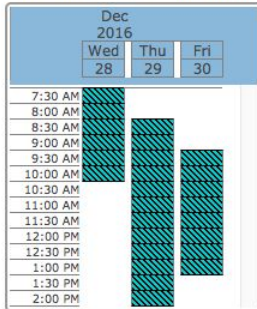 Dec
2016
Wed Thu Fri
28 29 30
7:30 AM
8:00 AM
8:30 AM
9:00 AM
9:30 AM
10:00 AM
10:30 AM
11:00 AM
11:30 AM
12:00 PM
12:30 PM
1:00 PM
1:30 PM
2:00 PM